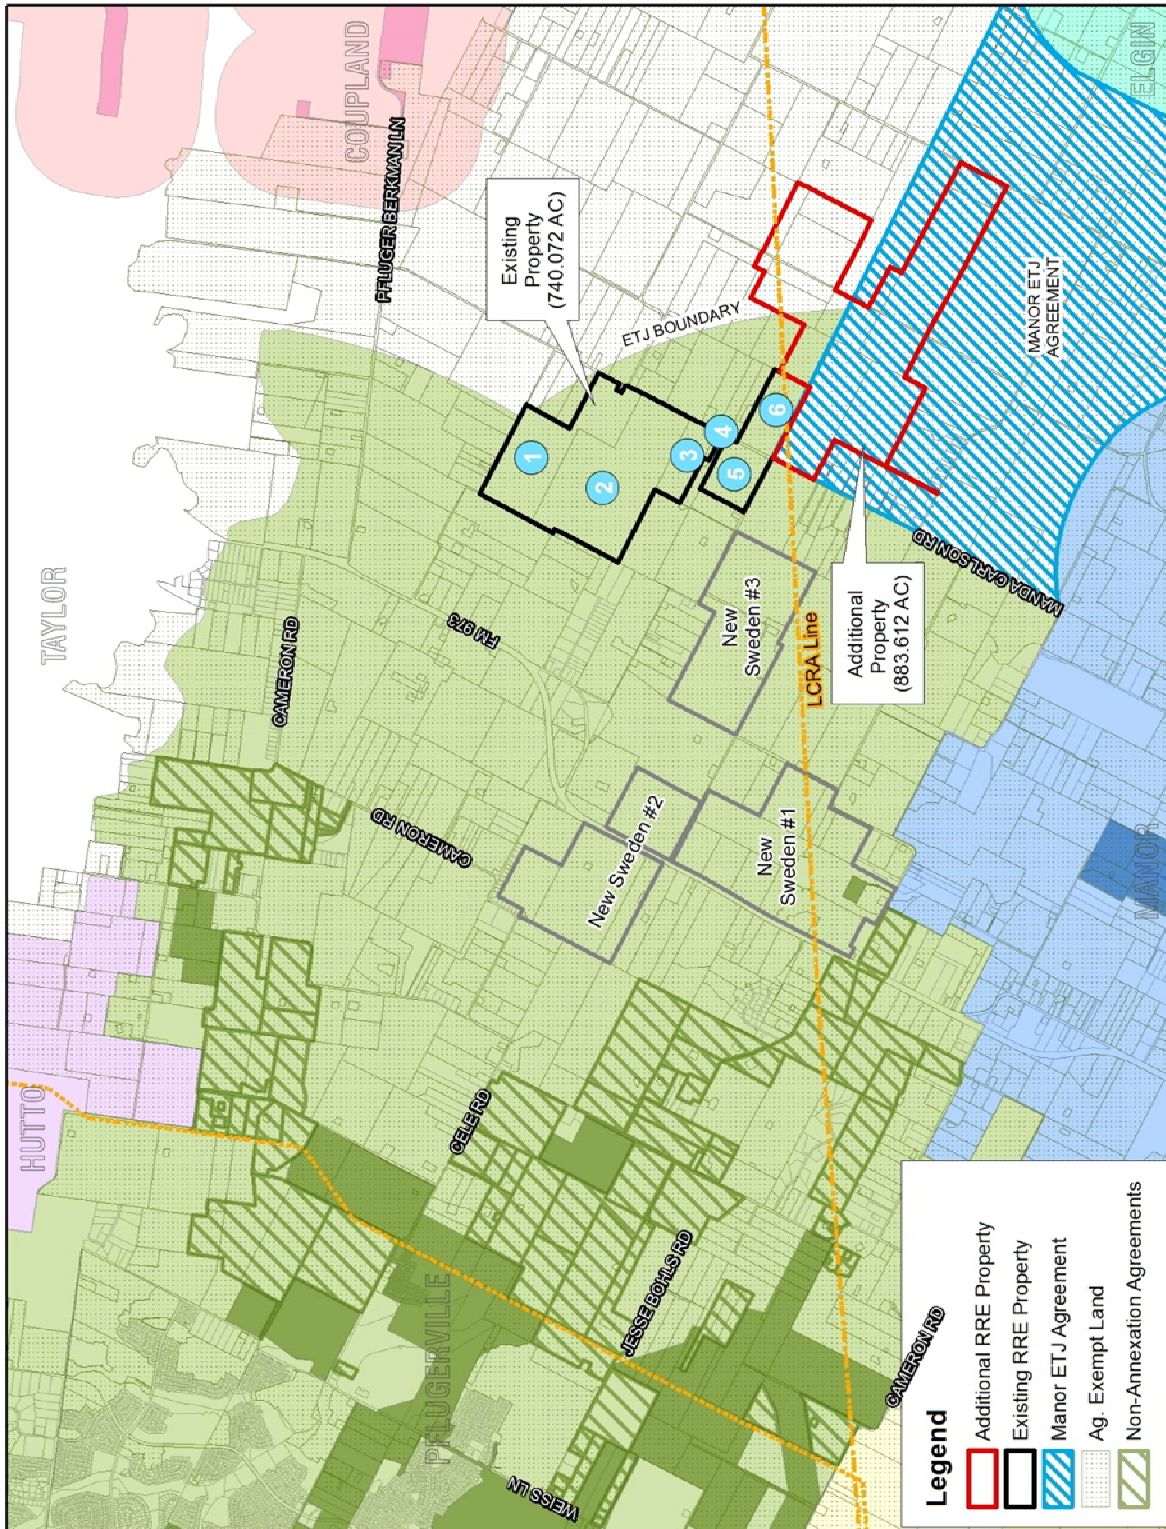 TAYLOR
COUPLAND
ELGIN
HUTTO
PFLUGERVILLE
MANOR
PFLUGER BERKMAN LN
CAMERON RD
FM 973
CAMERON RD
CELE RD
JESSE BOHLS RD
WEISS LN
CAMERON RD
MANDA CARLSON RD
Existing
Property
(740.072 AC)
ETJ BOUNDARY
1
2
3
4
5
6
New
Sweden #3
New Sweden #2
New
Sweden #1
LCRA Line
Additional
Property
(883.612 AC)
MANOR ETJ
AGREEMENT
Legend
Additional RRE Property
Existing RRE Property
Manor ETJ Agreement
Ag. Exempt Land
Non-Annexation Agreements